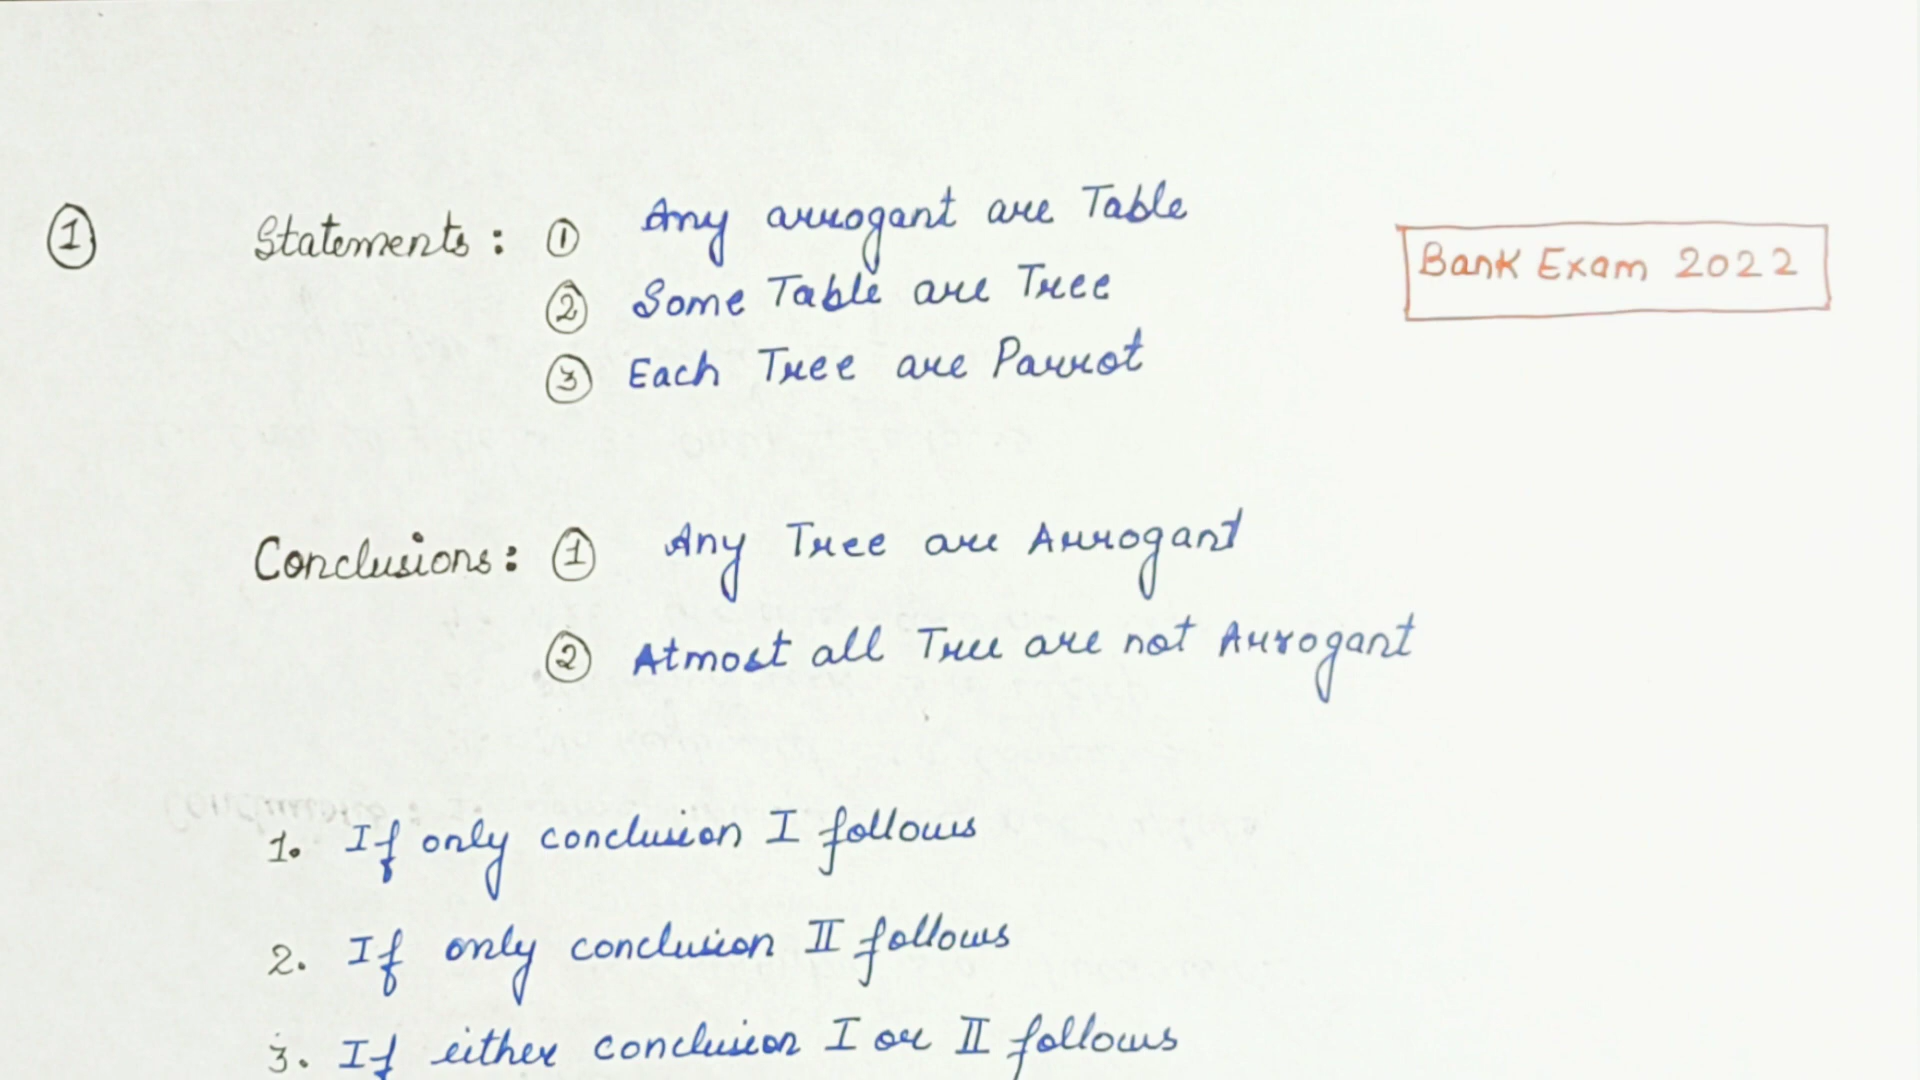 ① Statements : ① Any arrogant are Table
② Some Table are Tree
③ Each Tree are Parrot
Bank Exam 2022
Conclusions : ① Any Tree are Arrogant
② Atmost all Tree are not Arrogant
1. If only conclusion I follows
2. If only conclusion II follows
3. If either conclusion I or II follows